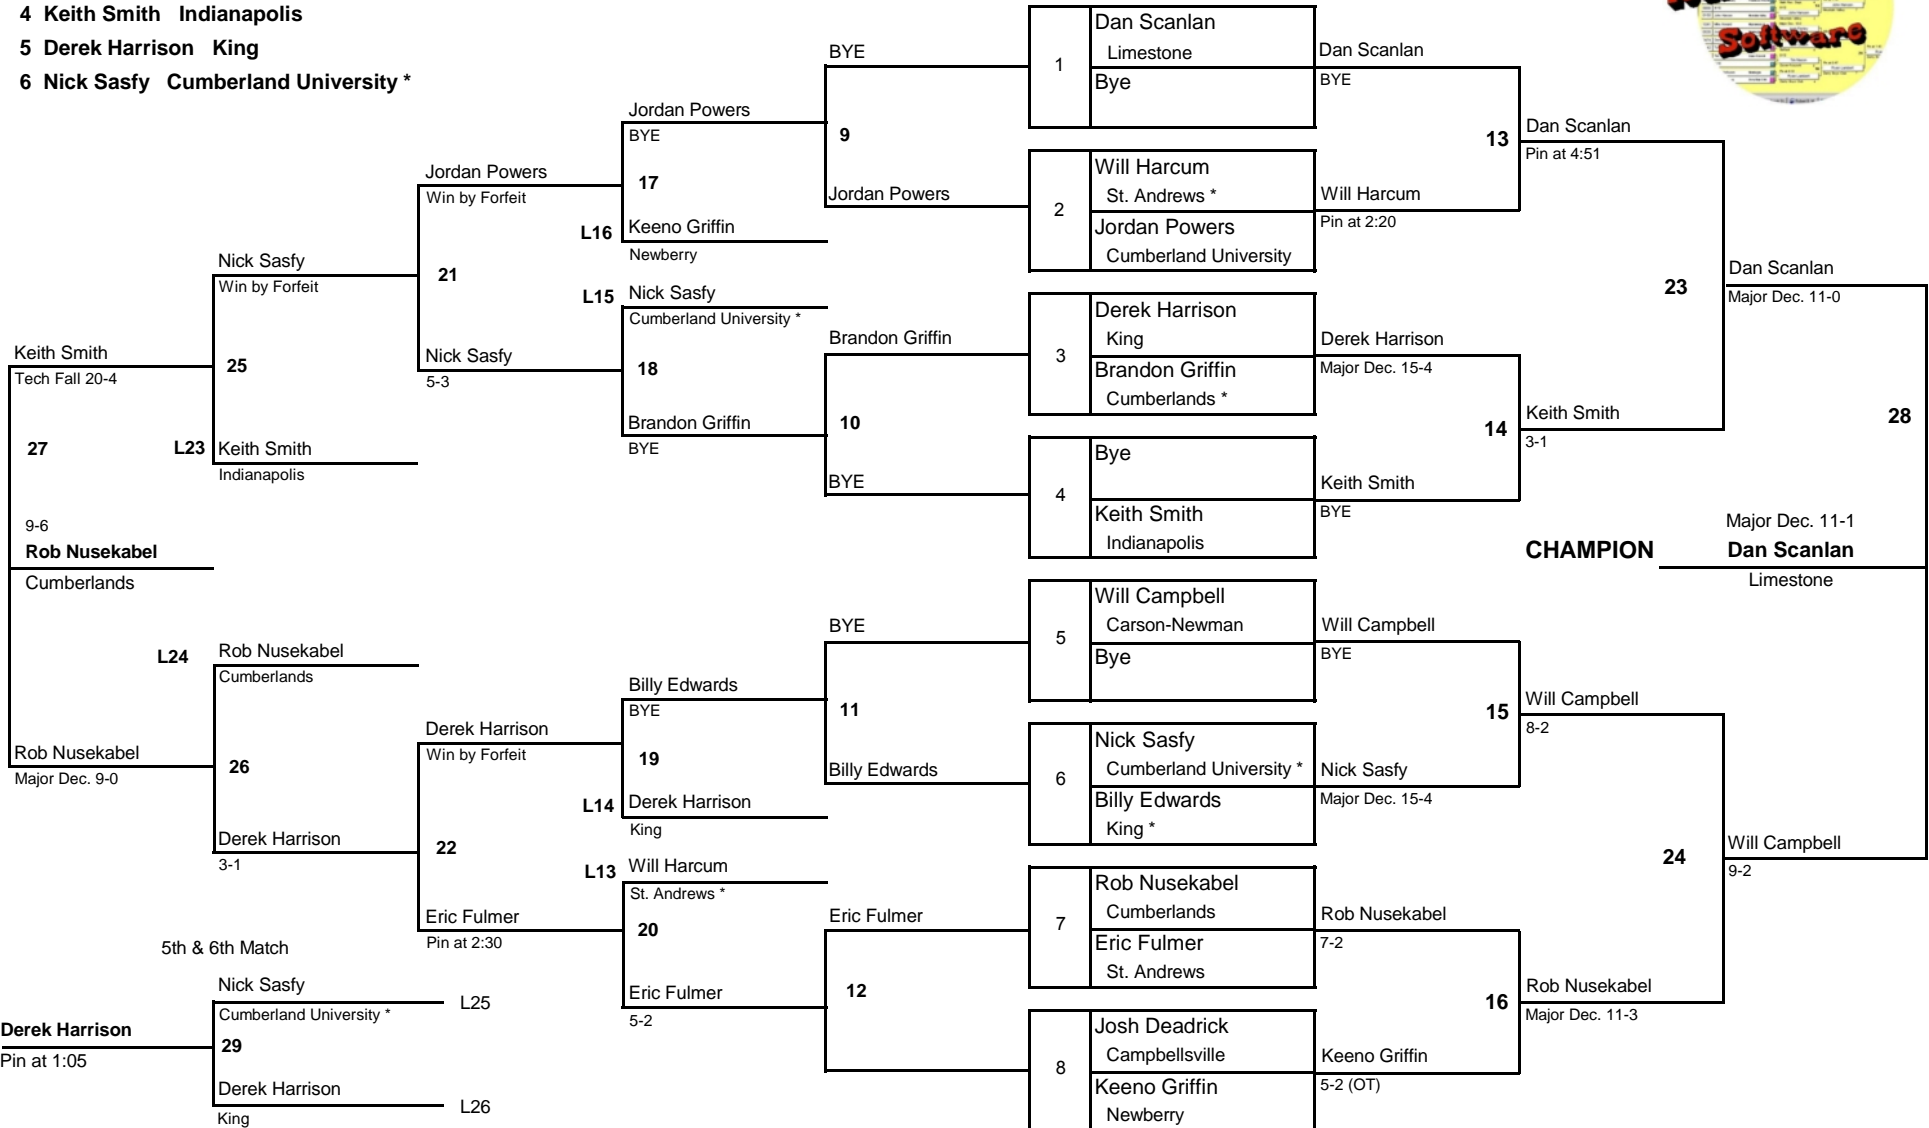 4 Keith Smith Indianapolis
5 Derek Harrison King
6 Nick Sasfy Cumberland University *
Software
Keith Smith
Tech Fall 20-4
27
9-6
Rob Nusekabel
Cumberlands
Rob Nusekabel
Major Dec. 9-0
5th & 6th Match
Derek Harrison
Pin at 1:05
Nick Sasfy
Win by Forfeit
25
L23 Keith Smith
Indianapolis
L24 Rob Nusekabel
Cumberlands
26
Derek Harrison
3-1
Nick Sasfy L25
Cumberland University *
29
Derek Harrison L26
King
Jordan Powers
Win by Forfeit
21
Nick Sasfy
5-3
Derek Harrison
Win by Forfeit
22
Eric Fulmer
Pin at 2:30
Jordan Powers
BYE
17
L16 Keeno Griffin
Newberry
L15 Nick Sasfy
Cumberland University *
18
Brandon Griffin
BYE
Billy Edwards
BYE
19
L14 Derek Harrison
King
L13 Will Harcum
St. Andrews *
20
Eric Fulmer
5-2
BYE
9
Jordan Powers
Brandon Griffin
10
BYE
BYE
11
Billy Edwards
Eric Fulmer
12
1
Dan Scanlan
Limestone
Bye
2
Will Harcum
St. Andrews *
Jordan Powers
Cumberland University
3
Derek Harrison
King
Brandon Griffin
Cumberlands *
4
Bye
Keith Smith
Indianapolis
5
Will Campbell
Carson-Newman
Bye
6
Nick Sasfy
Cumberland University *
Billy Edwards
King *
7
Rob Nusekabel
Cumberlands
Eric Fulmer
St. Andrews
8
Josh Deadrick
Campbellsville
Keeno Griffin
Newberry
Dan Scanlan
BYE
13
Will Harcum
Pin at 2:20
Derek Harrison
Major Dec. 15-4
14
Keith Smith
BYE
Will Campbell
BYE
15
Nick Sasfy
Major Dec. 15-4
Rob Nusekabel
7-2
16
Keeno Griffin
5-2 (OT)
Dan Scanlan
Pin at 4:51
23
Keith Smith
3-1
Will Campbell
8-2
24
Rob Nusekabel
Major Dec. 11-3
Dan Scanlan
Major Dec. 11-0
28
Major Dec. 11-1
CHAMPION Dan Scanlan
Limestone
Will Campbell
9-2